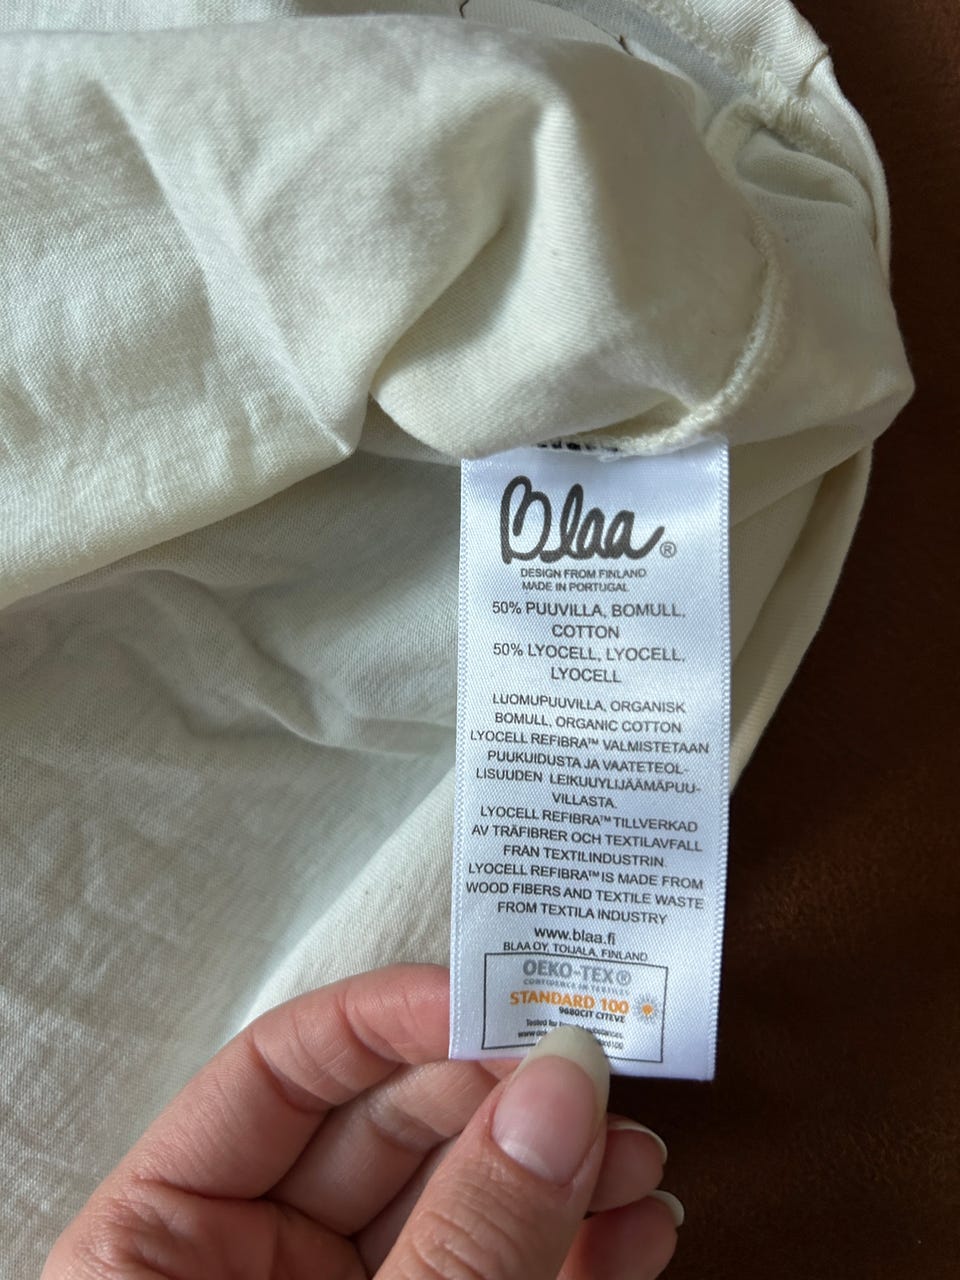 Blaa®
DESIGN FROM FINLAND
MADE IN PORTUGAL
50% PUUVILLA, BOMULL,
COTTON
50% LYOCELL, LYOCELL,
LYOCELL
LUOMUPUUVILLA, ORGANISK
BOMULL, ORGANIC COTTON
LYOCELL REFIBRA™ VALMISTETAAN
PUUKUIDUSTA JA VAATETEOL-
LISUUDEN LEIKUUYLIJÄÄMÄPUU-
VILLASTA.
LYOCELL REFIBRA™ TILLVERKAD
AV TRÄFIBRER OCH TEXTILAVFALL
FRÅN TEXTILINDUSTRIN.
LYOCELL REFIBRA™ IS MADE FROM
WOOD FIBERS AND TEXTILE WASTE
FROM TEXTILA INDUSTRY
www.blaa.fi
BLAA OY, TOIJALA, FINLAND
OEKO-TEX®
CONFIDENCE IN TEXTILES
STANDARD 100
9680CIT CITEVE
Tested for